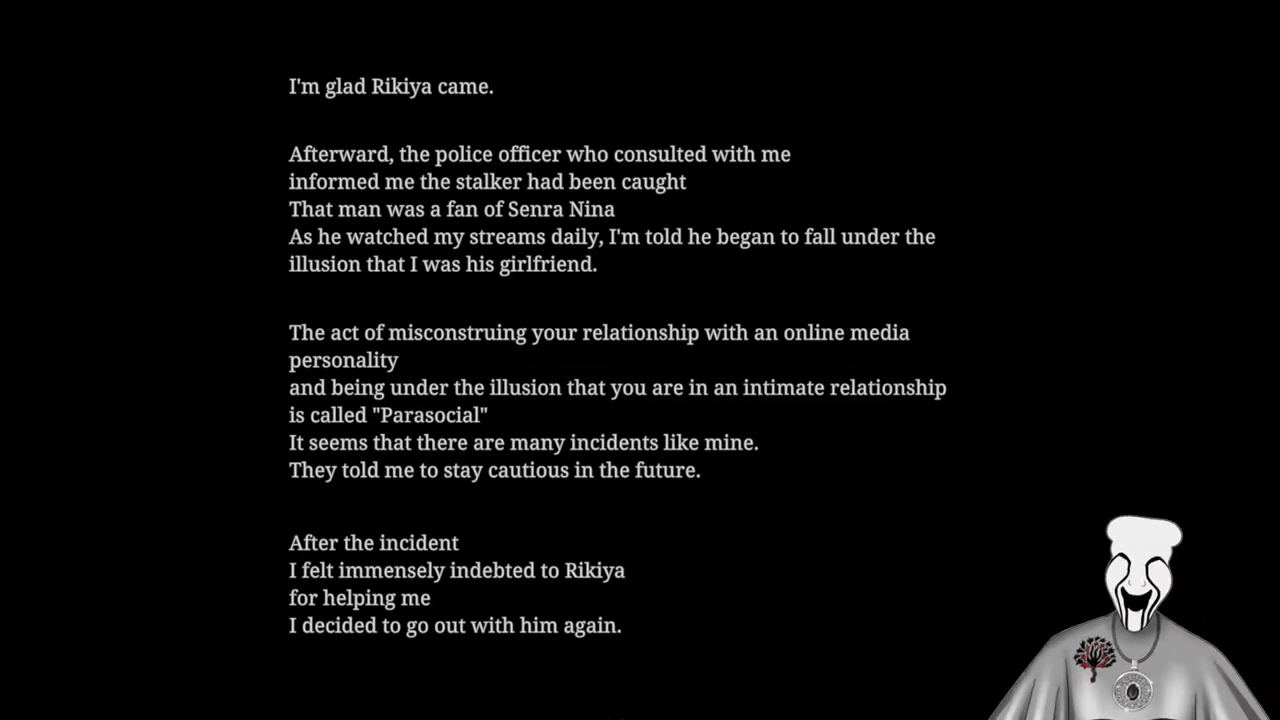 I'm glad Rikiya came.
Afterward, the police officer who consulted with me
informed me the stalker had been caught
That man was a fan of Senra Nina
As he watched my streams daily, I'm told he began to fall under the
illusion that I was his girlfriend.
The act of misconstruing your relationship with an online media
personality
and being under the illusion that you are in an intimate relationship
is called "Parasocial"
It seems that there are many incidents like mine.
They told me to stay cautious in the future.
After the incident
I felt immensely indebted to Rikiya
for helping me
I decided to go out with him again.